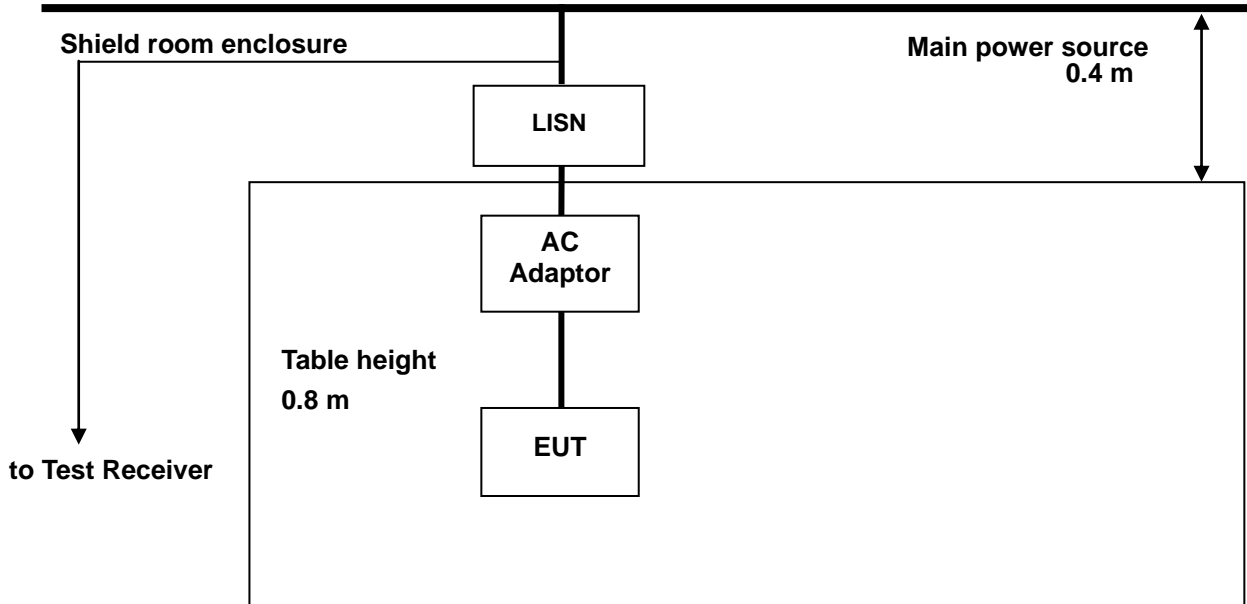 Shield room enclosure
Main power source
0.4 m
LISN
AC
Adaptor
Table height
0.8 m
EUT
to Test Receiver